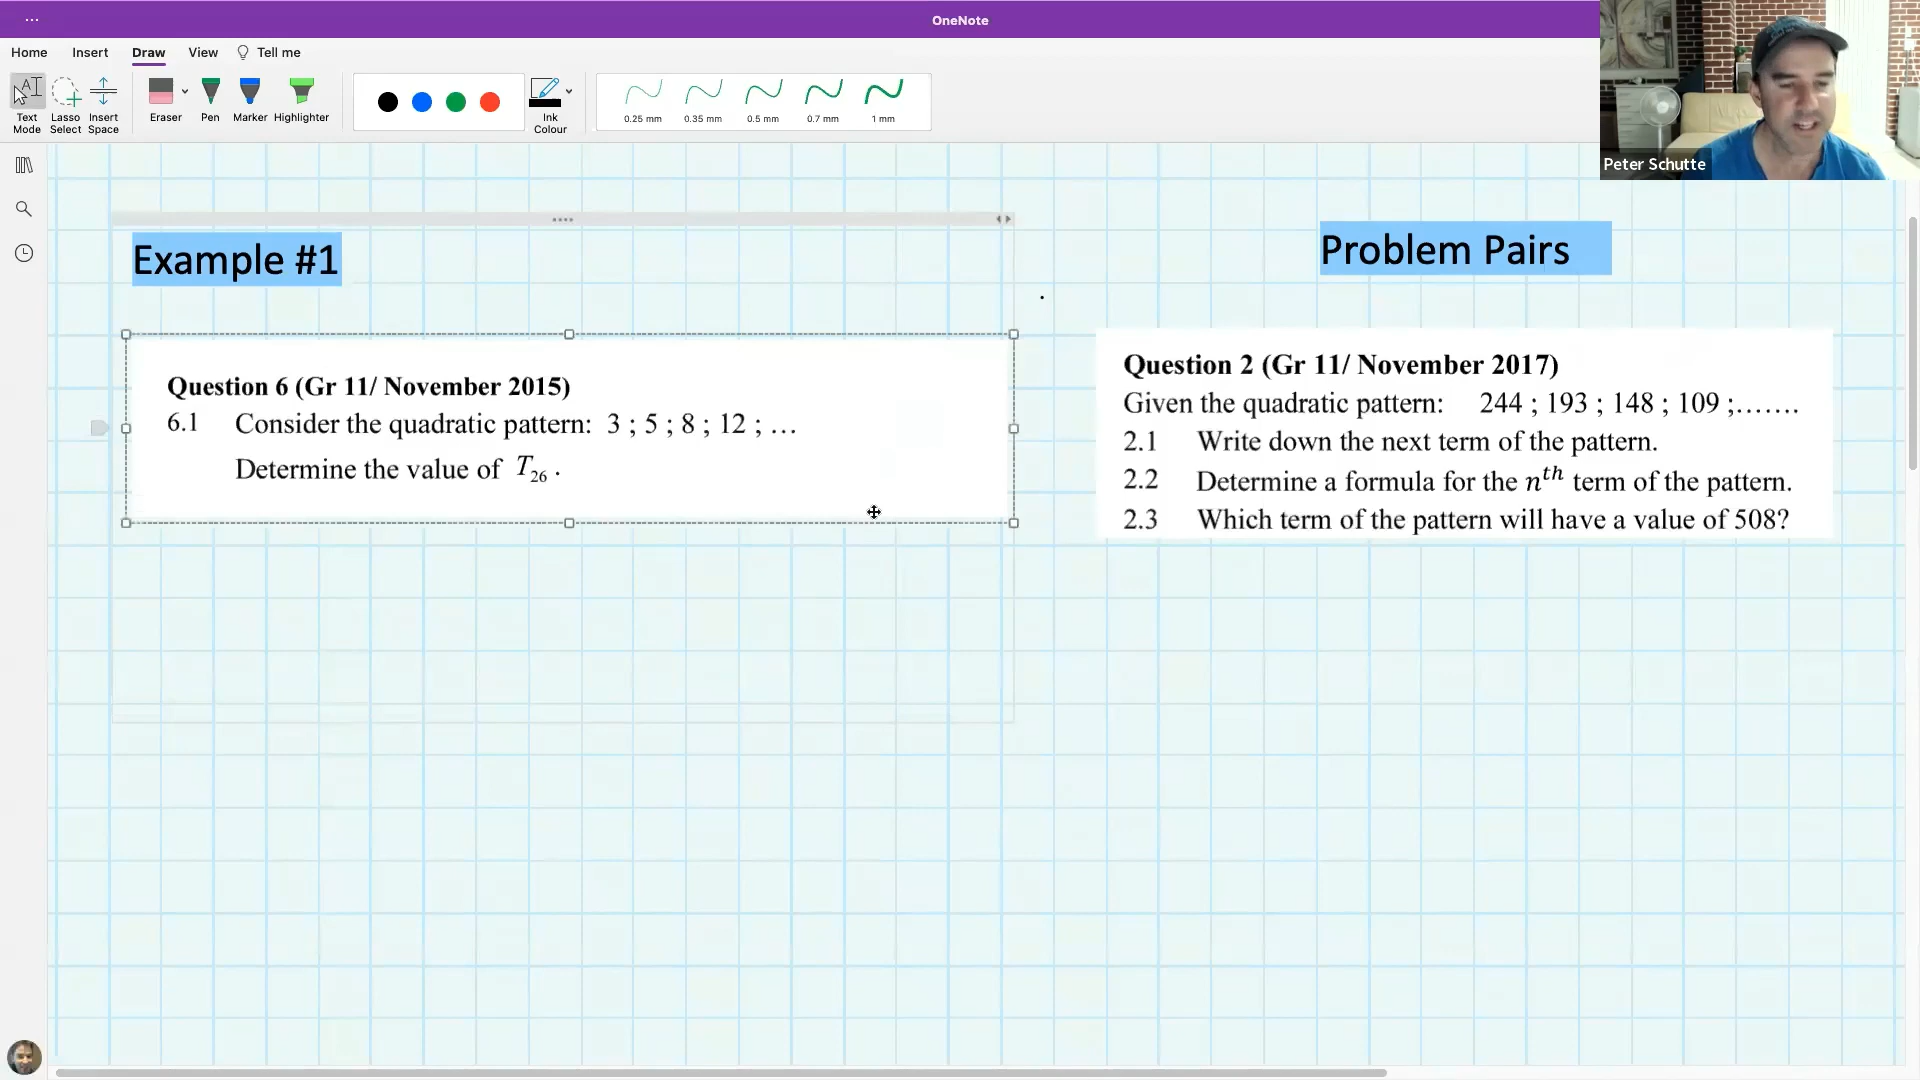 OneNote
Home Insert Draw View Tell me
Text Mode
Lasso Select
Insert Space
Eraser
Pen
Marker
Highlighter
Ink Colour
0.25 mm 0.35 mm 0.5 mm 0.7 mm 1 mm
Peter Schutte
Example #1
Question 6 (Gr 11/ November 2015)
6.1 Consider the quadratic pattern: 3 ; 5 ; 8 ; 12 ; …
Determine the value of T₂₆ .
Problem Pairs
Question 2 (Gr 11/ November 2017)
Given the quadratic pattern: 244 ; 193 ; 148 ; 109 ;…….
2.1 Write down the next term of the pattern.
2.2 Determine a formula for the nᵗʰ term of the pattern.
2.3 Which term of the pattern will have a value of 508?